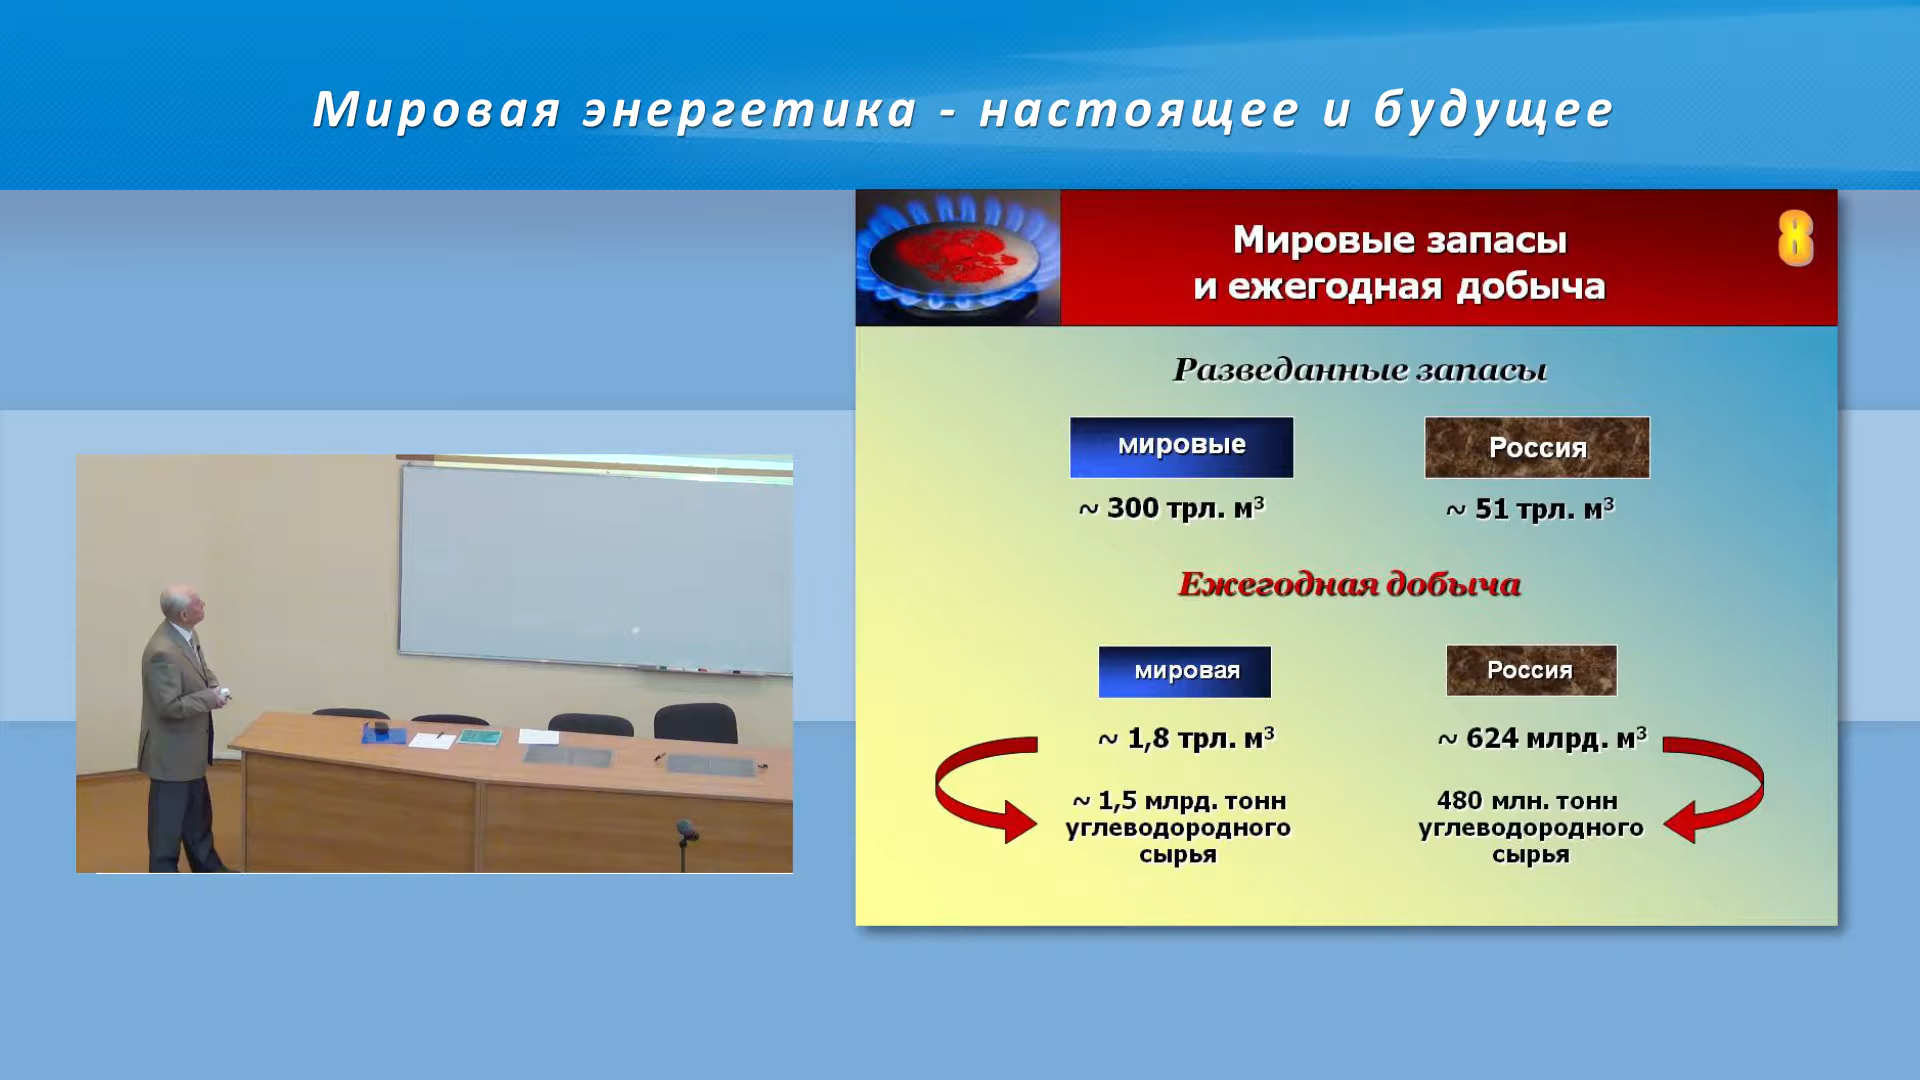 Мировая энергетика - настоящее и будущее
Мировые запасы
и ежегодная добыча
8
Разведанные запасы
мировые
Россия
~ 300 трл. м³
~ 51 трл. м³
Ежегодная добыча
мировая
Россия
~ 1,8 трл. м³
~ 624 млрд. м³
~ 1,5 млрд. тонн
углеводородного
сырья
480 млн. тонн
углеводородного
сырья